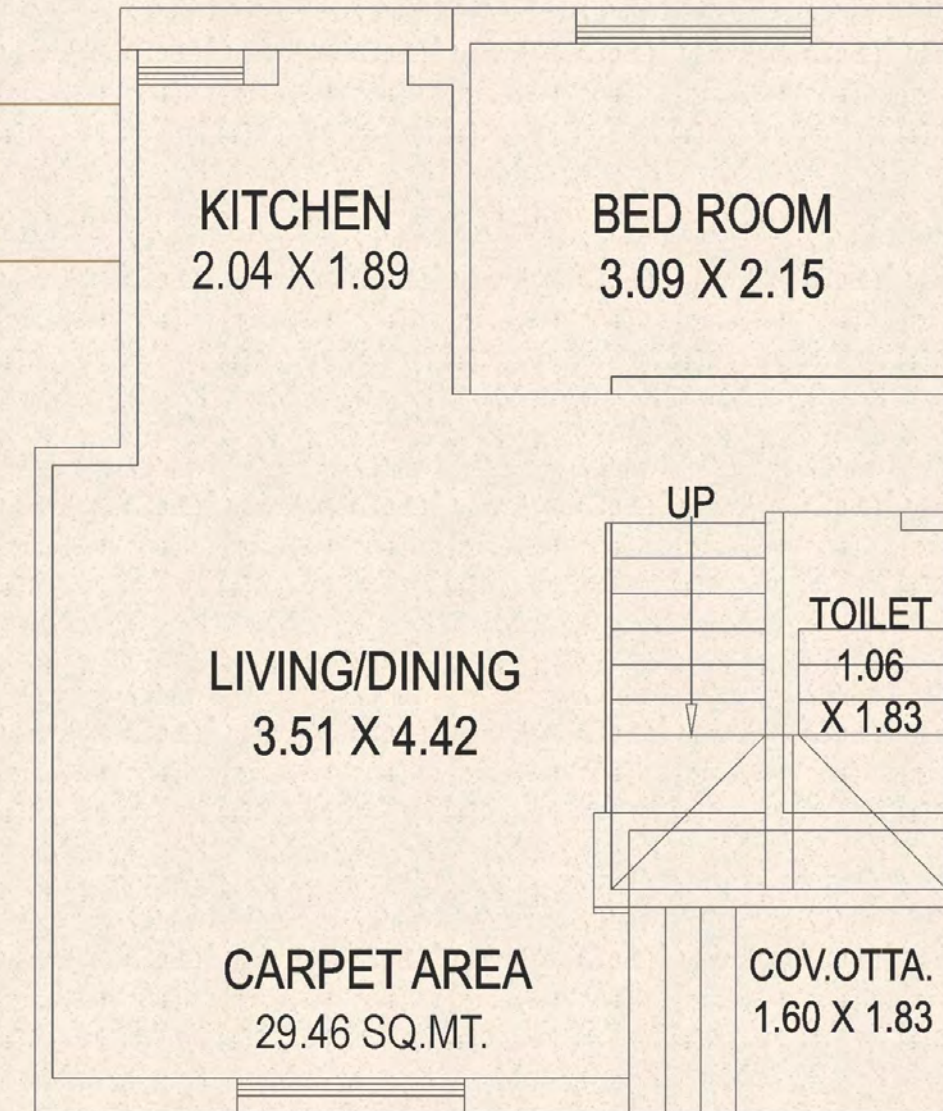 KITCHEN
2.04 X 1.89
BED ROOM
3.09 X 2.15
UP
TOILET
1.06
X 1.83
LIVING/DINING
3.51 X 4.42
CARPET AREA
29.46 SQ.MT.
COV.OTTA.
1.60 X 1.83